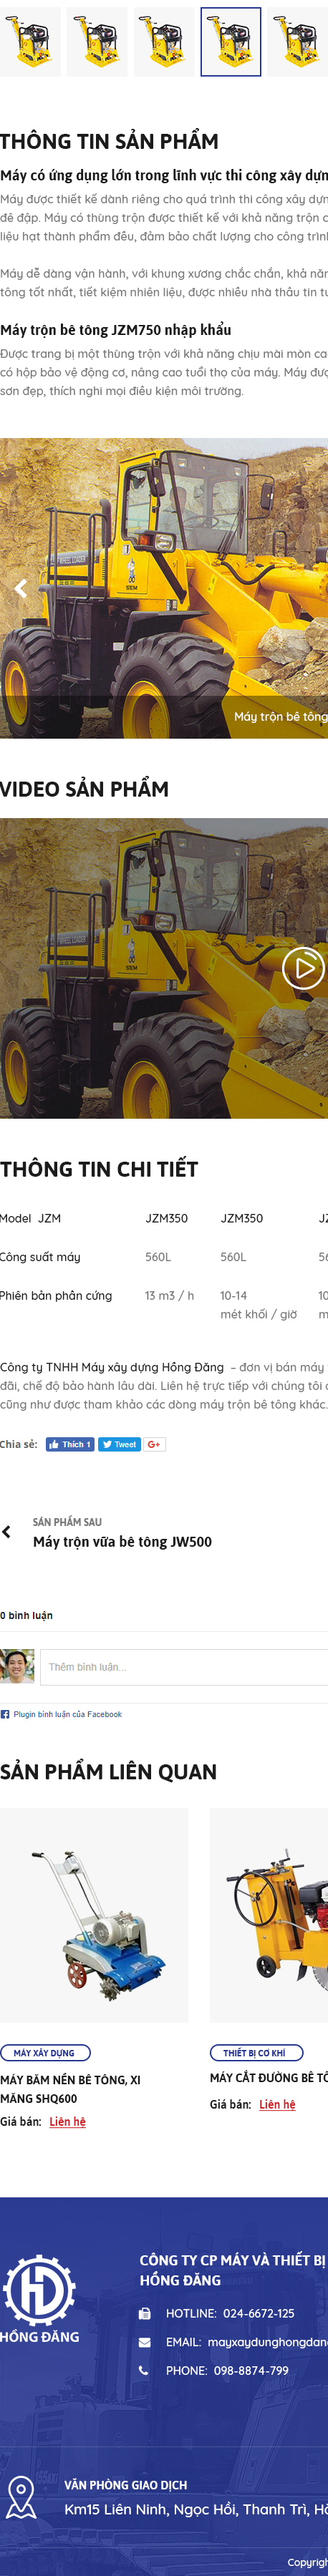 THÔNG TIN SẢN PHẨM
Máy có ứng dụng lớn trong lĩnh vực thi công xây dựn
Máy được thiết kế dành riêng cho quá trình thi công xây dựn
đê đập. Máy có thùng trộn được thiết kế với khả năng trộn c
liệu hạt thành phẩm đều, đảm bảo chất lượng cho công trình
Máy dễ dàng vận hành, với khung xương chắc chắn, khả năn
tông tốt nhất, tiết kiệm nhiên liệu, được nhiều nhà thầu tin tư
Máy trộn bê tông JZM750 nhập khẩu
Được trang bị một thùng trộn với khả năng chịu mài mòn cao
có hộp bảo vệ động cơ, nâng cao tuổi thọ của máy. Máy đượ
sơn đẹp, thích nghi mọi điều kiện môi trường.
STEM
Máy trộn bê tông
VIDEO SẢN PHẨM
THÔNG TIN CHI TIẾT
Model JZM JZM350 JZM350 JZ
Công suất máy 560L 560L 56
Phiên bản phần cứng 13 m3 / h 10-14 10
mét khối / giờ m
Công ty TNHH Máy xây dựng Hồng Đăng – đơn vị bán máy
đãi, chế độ bảo hành lâu dài. Liên hệ trực tiếp với chúng tôi
cũng như được tham khảo các dòng máy trộn bê tông khác.
Chia sẻ: Thích 1 Tweet G+
SẢN PHẨM SAU
Máy trộn vữa bê tông JW500
0 bình luận
Thêm bình luận...
Plugin bình luận của Facebook
SẢN PHẨM LIÊN QUAN
MÁY XÂY DỰNG
MÁY BĂM NỀN BÊ TÔNG, XI
MĂNG SHQ600
Giá bán: Liên hệ
THIẾT BỊ CƠ KHÍ
MÁY CẮT ĐƯỜNG BÊ TÔ
Giá bán: Liên hệ
HỒNG ĐĂNG
CÔNG TY CP MÁY VÀ THIẾT BỊ
HỒNG ĐĂNG
HOTLINE: 024-6672-125
EMAIL: mayxaydunghongdan
PHONE: 098-8874-799
VĂN PHÒNG GIAO DỊCH
Km15 Liên Ninh, Ngọc Hồi, Thanh Trì, Hà
Copyrigh